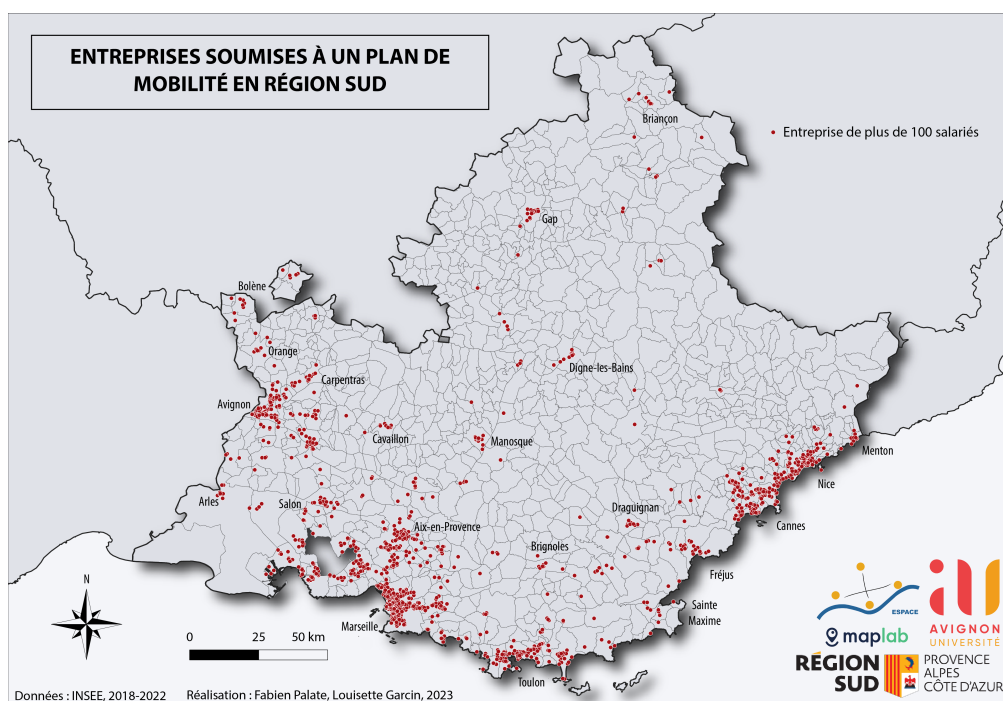 ENTREPRISES SOUMISES À UN PLAN DE
MOBILITÉ EN RÉGION SUD
Entreprise de plus de 100 salariés
Briançon
Gap
Bolène
Orange
Carpentras
Digne-les-Bains
Avignon
Cavaillon
Manosque
Menton
Nice
Arles
Salon
Aix-en-Provence
Draguignan
Cannes
Brignoles
Fréjus
Sainte
Maxime
Marseille
Toulon
N
0 25 50 km
ESPACE
maplab
AVIGNON
UNIVERSITÉ
RÉGION
SUD
PROVENCE
ALPES
CÔTE D'AZUR
Données : INSEE, 2018-2022 Réalisation : Fabien Palate, Louisette Garcin, 2023